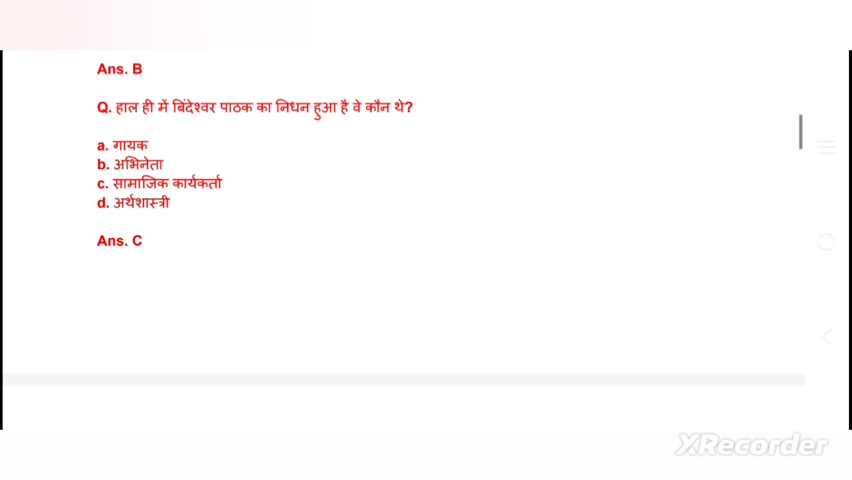 Ans. B
Q. हाल ही में बिंदेश्वर पाठक का निधन हुआ है वे कौन थे?
a. गायक
b. अभिनेता
c. सामाजिक कार्यकर्ता
d. अर्थशास्त्री
Ans. C
XRecorder